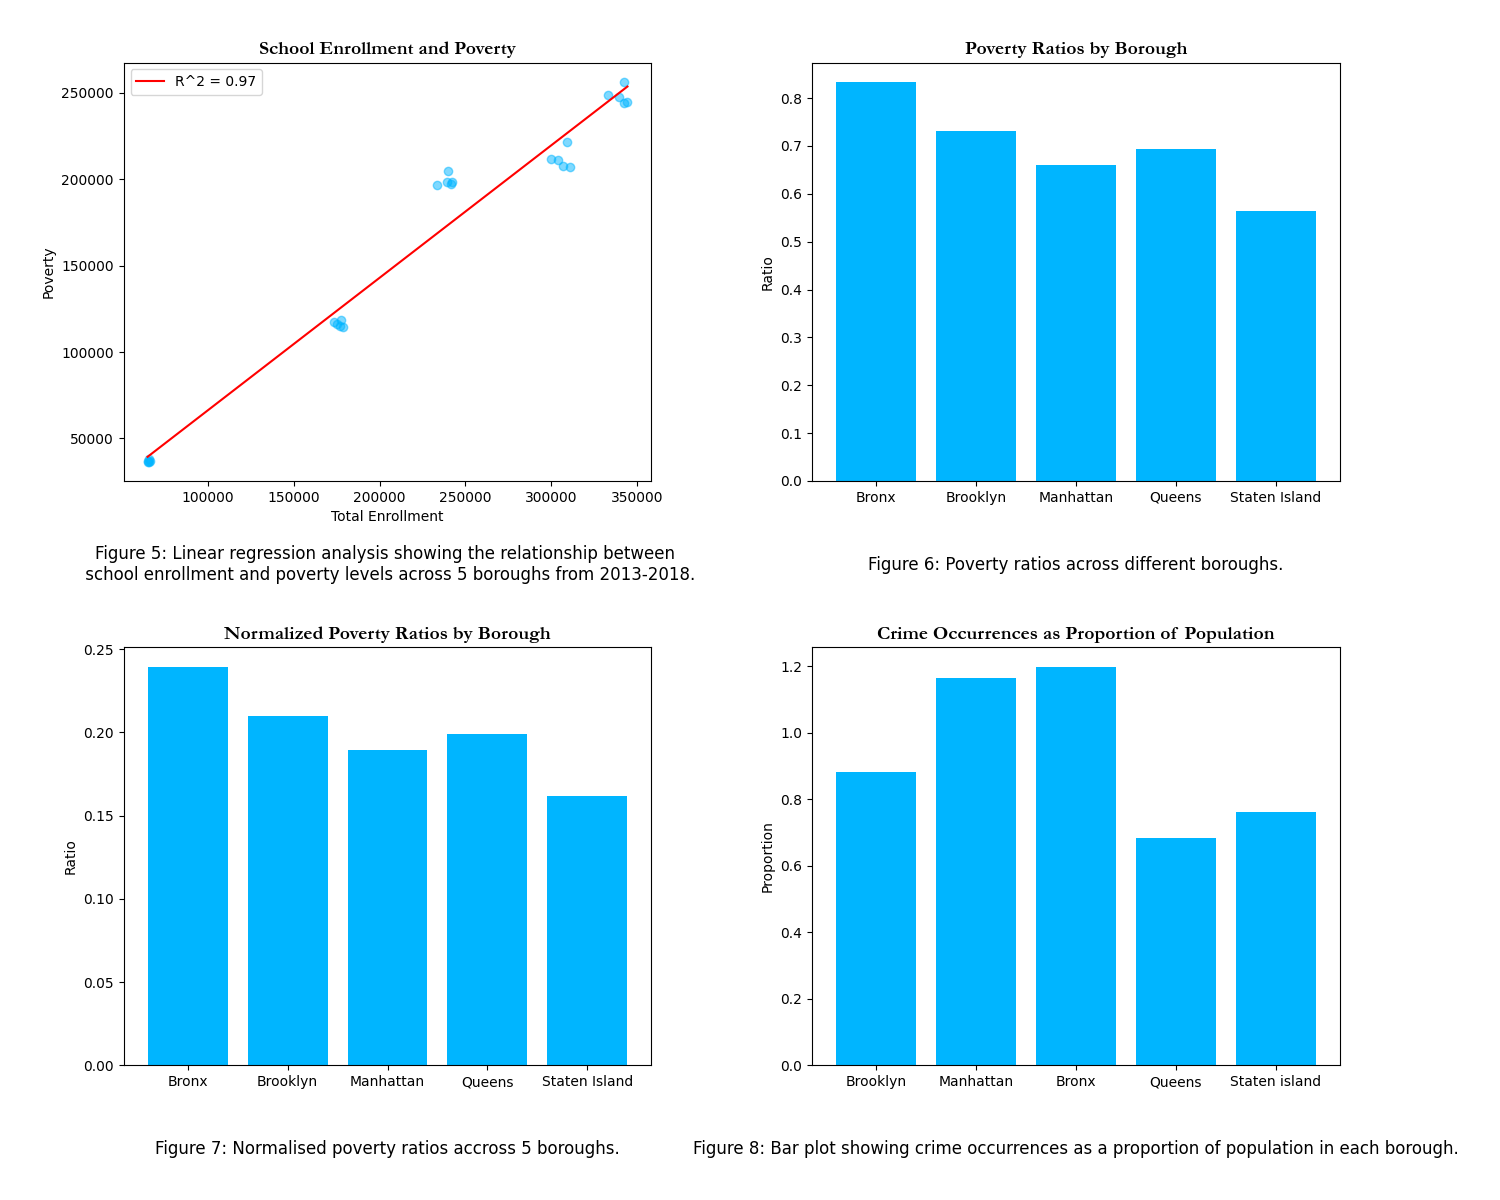 School Enrollment and Poverty
R^2 = 0.97
250000
200000
150000
100000
50000
Poverty
100000 150000 200000 250000 300000 350000
Total Enrollment
Figure 5: Linear regression analysis showing the relationship between
school enrollment and poverty levels across 5 boroughs from 2013-2018.
Poverty Ratios by Borough
0.8
0.7
0.6
0.5
0.4
0.3
0.2
0.1
0.0
Ratio
Bronx Brooklyn Manhattan Queens Staten Island
Figure 6: Poverty ratios across different boroughs.
Normalized Poverty Ratios by Borough
0.25
0.20
0.15
0.10
0.05
0.00
Ratio
Bronx Brooklyn Manhattan Queens Staten Island
Figure 7: Normalised poverty ratios accross 5 boroughs.
Crime Occurrences as Proportion of Population
1.2
1.0
0.8
0.6
0.4
0.2
0.0
Proportion
Brooklyn Manhattan Bronx Queens Staten island
Figure 8: Bar plot showing crime occurrences as a proportion of population in each borough.